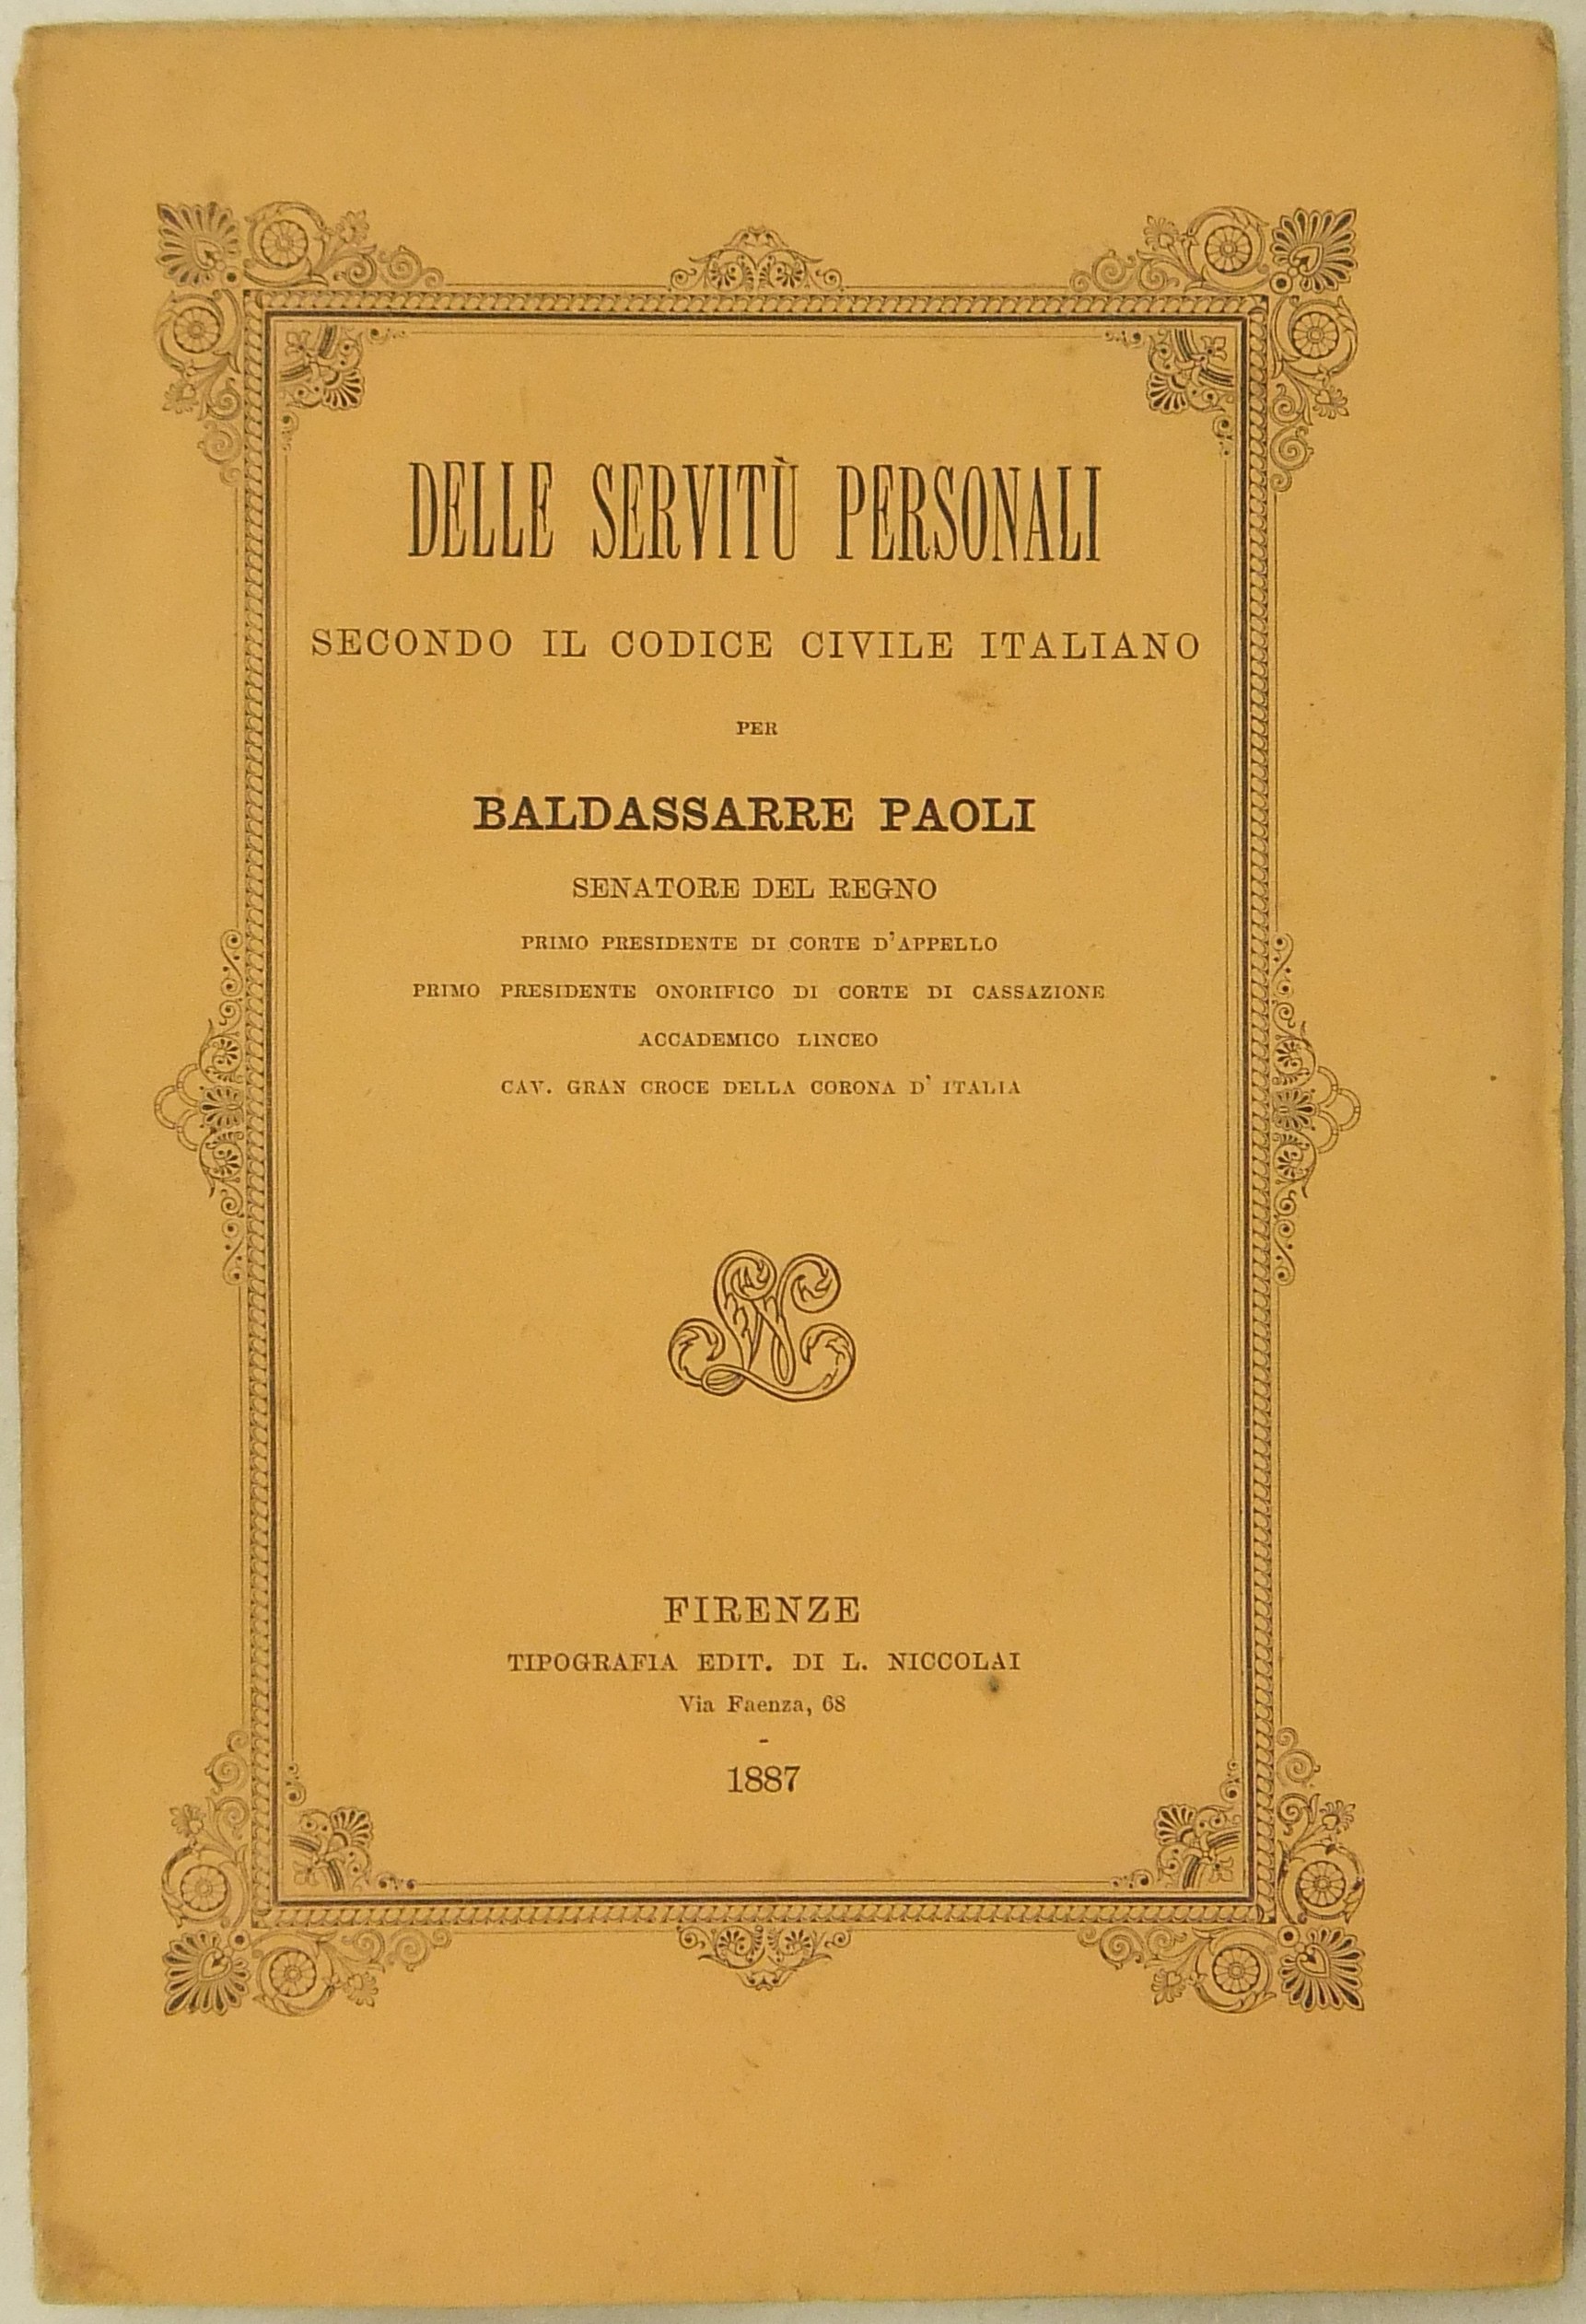 DELLE SERVITÙ PERSONALI
SECONDO IL CODICE CIVILE ITALIANO
PER
BALDASSARRE PAOLI
SENATORE DEL REGNO
PRIMO PRESIDENTE DI CORTE D'APPELLO
PRIMO PRESIDENTE ONORIFICO DI CORTE DI CASSAZIONE
ACCADEMICO LINCEO
CAV. GRAN CROCE DELLA CORONA D' ITALIA
FIRENZE
TIPOGRAFIA EDIT. DI L. NICCOLAI
Via Faenza, 68
-
1887